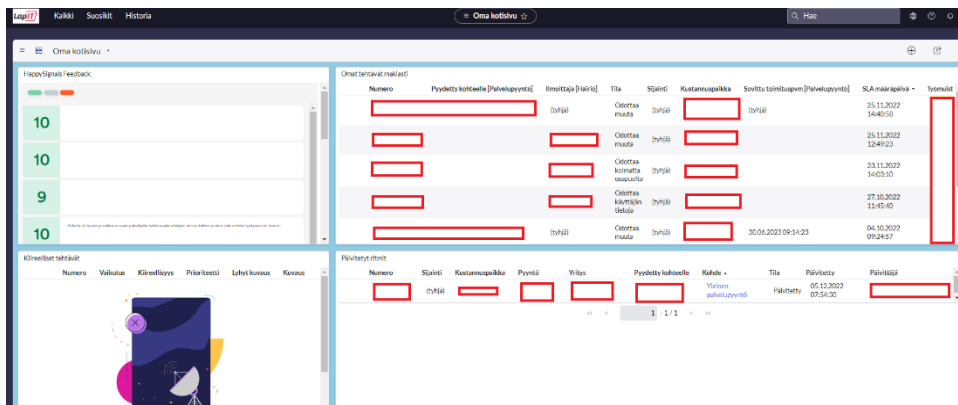 LapIT Kaikki Suosikit Historia Oma kotisivu Hae
Oma kotisivu
HappySignals Feedback
10
10
9
10
Omat tehtävät maklasti
Numero Pyydetty kohteelle [Palvelupyyntö] Ilmoittaja [Häiriö] Tila Sijainti Kustannuspaikka Sovittu toimituspvm [Palvelupyyntö] SLA määräpäivä Työmuist
(tyhjä) Odottaa muuta (tyhjä) (tyhjä) 25.11.2022
14:40:58
Odottaa muuta (tyhjä) 25.11.2022
12:49:23
Odottaa kolmatta osapuolta (tyhjä) 23.11.2022
14:03:10
Odottaa käyttäjän tietoja (tyhjä) 27.10.2022
11:45:40
(tyhjä) Odottaa muuta (tyhjä) 30.06.2023 09:14:23 04.10.2022
09:24:57
Kiireelliset tehtävät
Numero Vaikutus Kiireellisyys Prioriteetti Lyhyt kuvaus Kuvaus
Päivitetyt ritmit
Numero Sijainti Kustannuspaikka Pyyntö Yritys Pyydetty kohteelle Kohde Tila Päivitetty Päivittäjä
(tyhjä) Yleinen palvelupyyntö Päivitetty 05.12.2022
07:54:30
1 - 1 / 1